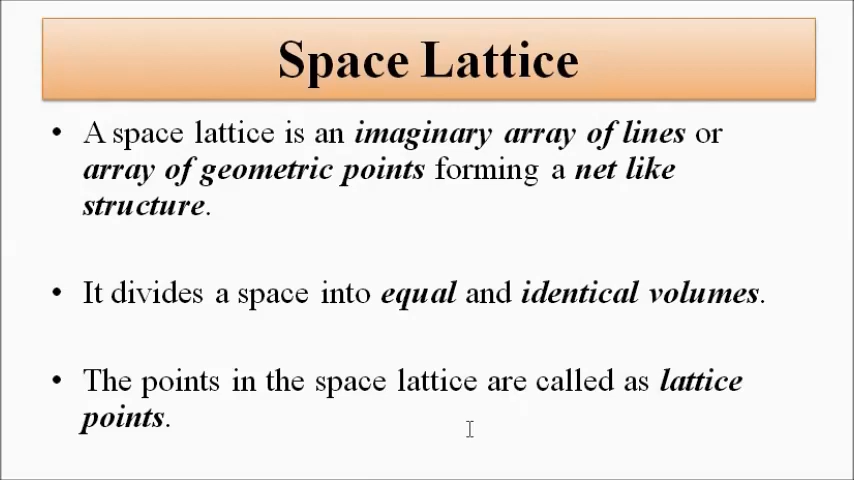 Space Lattice
• A space lattice is an imaginary array of lines or
array of geometric points forming a net like
structure.
• It divides a space into equal and identical volumes.
• The points in the space lattice are called as lattice
points.